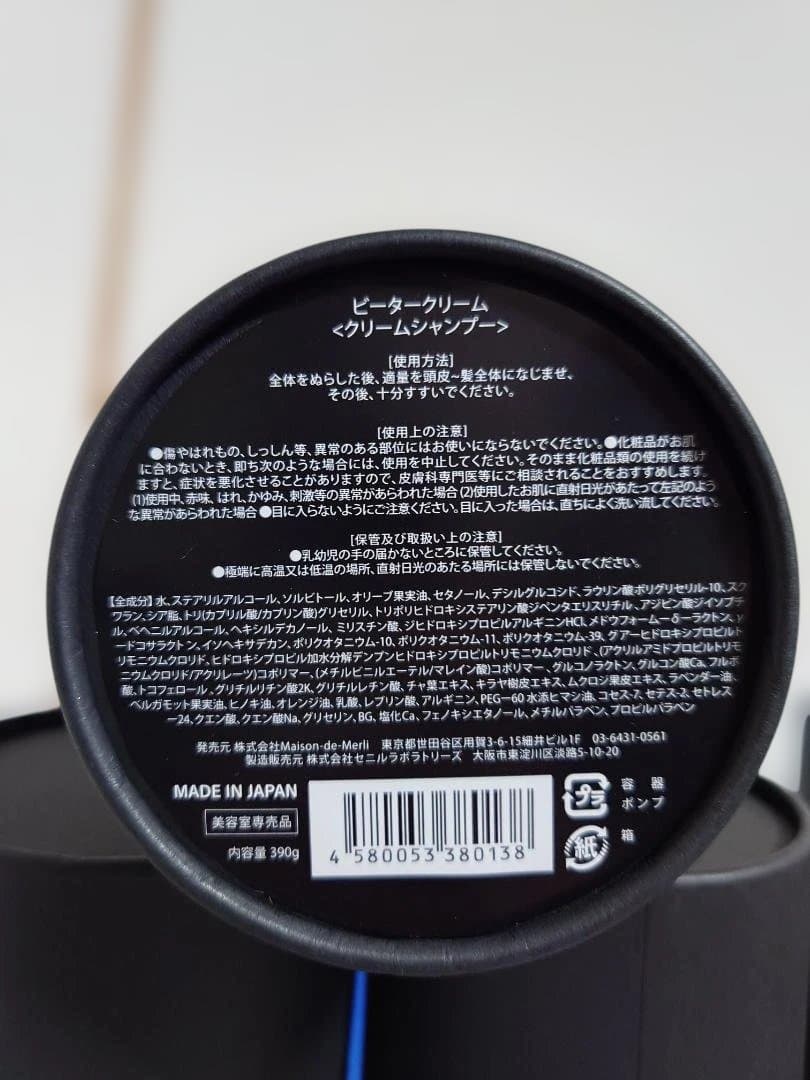 ビータークリーム
<クリームシャンプー>
[使用方法]
全体をぬらした後、適量を頭皮~髪全体になじませ、
その後、十分すすいでください。
[使用上の注意]
●傷やはれもの、しっしん等、異常のある部位にはお使いにならないでください。●化粧品がお肌
に合わないとき、即ち次のような場合には、使用を中止してください。そのまま化粧品類の使用を続け
ますと、症状を悪化させることがありますので、皮膚科専門医等にご相談されることをおすすめします。
(1)使用中、赤味、はれ、かゆみ、刺激等の異常があらわれた場合 (2)使用したお肌に直射日光があたって左記のよう
な異常があらわれた場合 ●目に入らないようにご注意ください。目に入った場合は、直ちによく洗い流してください。
[保管及び取扱い上の注意]
●乳幼児の手の届かないところに保管してください。
●極端に高温又は低温の場所、直射日光のあたる場所には保管しないでください。
【全成分】水、ステアリルアルコール、ソルビトール、オリーブ果実油、セタノール、デシルグルコシド、ラウリン酸ポリグリセリル-10、スク
ワラン、シア脂、トリ(カプリル酸/カプリン酸)グリセリル、トリポリヒドロキシステアリン酸ジペンタエリスリチル、アジピン酸ジイソブチ
ル、ベヘニルアルコール、ヘキシルデカノール、ミリスチン酸、ジヒドロキシプロピルアルギニンHCl、メドウフォーム-δ-ラクトン、γ
ードコサラクトン、イソヘキサデカン、ポリクオタニウム-10、ポリクオタニウム-11、ポリクオタニウム-39、グアーヒドロキシプロピルト
リモニウムクロリド、ヒドロキシプロピル加水分解デンプンヒドロキシプロピルトリモニウムクロリド、(アクリルアミドプロピルトリモ
ニウムクロリド/アクリレーツ)コポリマー、(メチルビニルエーテル/マレイン酸)コポリマー、グルコノラクトン、グルコン酸Ca、フルボ
酸、トコフェロール、グリチルリチン酸2K、グリチルレチン酸、チャ葉エキス、キラヤ樹皮エキス、ムクロジ果皮エキス、ラベンダー油、
ベルガモット果実油、ヒノキ油、オレンジ油、乳酸、レブリン酸、アルギニン、PEG-60 水添ヒマシ油、コセス-7、セテス-2、セトレス
ー24、クエン酸、クエン酸Na、グリセリン、BG、塩化Ca、フェノキシエタノール、メチルパラベン、プロピルパラベン
発売元 株式会社Maison-de-Merli 東京都世田谷区用賀3-6-15細井ビル1F 03-6431-0561
製造販売元 株式会社セニルラボラトリーズ 大阪市東淀川区淡路5-10-20
MADE IN JAPAN
美容室専売品
内容量 390g
4 580053 380138
プラ
容 器
ポンプ
紙
箱